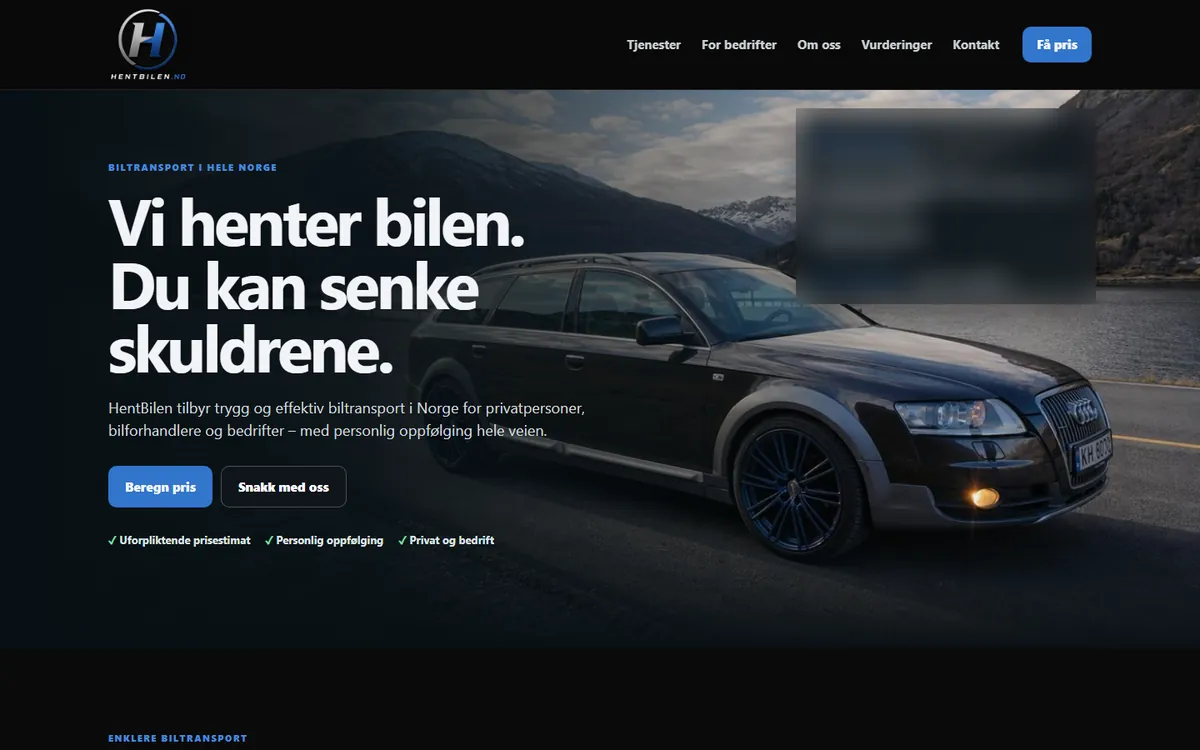 HENTBILEN.NO
Tjenester
For bedrifter
Om oss
Vurderinger
Kontakt
Få pris
BILTRANSPORT I HELE NORGE
Vi henter bilen.
Du kan senke
skuldrene.
HentBilen tilbyr trygg og effektiv biltransport i Norge for privatpersoner,
bilforhandlere og bedrifter – med personlig oppfølging hele veien.
Beregn pris
Snakk med oss
✓ Uforpliktende prisestimat
✓ Personlig oppfølging
✓ Privat og bedrift
ENKLERE BILTRANSPORT